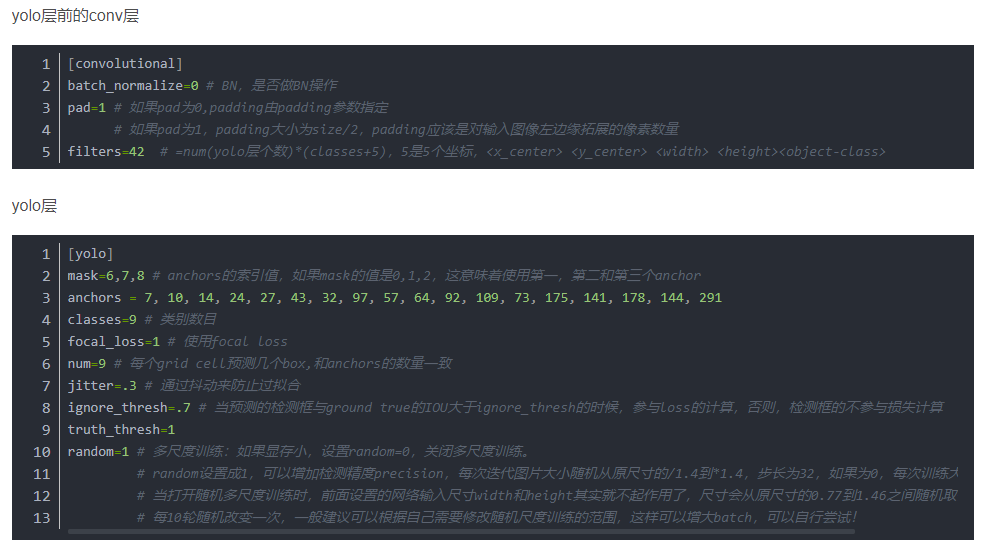 yolo层前的conv层
1 [convolutional]
2 batch_normalize=0 # BN，是否做BN操作
3 pad=1 # 如果pad为0,padding由padding参数指定
4 # 如果pad为1，padding大小为size/2，padding应该是对输入图像左边缘拓展的像素数量
5 filters=42  # =num(yolo层个数)*(classes+5)，5是5个坐标，<x_center> <y_center> <width> <height><object-class>
yolo层
1 [yolo]
2 mask=6,7,8 # anchors的索引值，如果mask的值是0,1,2，这意味着使用第一，第二和第三个anchor
3 anchors = 7, 10, 14, 24, 27, 43, 32, 97, 57, 64, 92, 109, 73, 175, 141, 178, 144, 291
4 classes=9 # 类别数目
5 focal_loss=1 # 使用focal loss
6 num=9 # 每个grid cell预测几个box,和anchors的数量一致
7 jitter=.3 # 通过抖动来防止过拟合
8 ignore_thresh=.7 # 当预测的检测框与ground true的IOU大于ignore_thresh的时候，参与loss的计算，否则，检测框的不参与损失计算
9 truth_thresh=1
10 random=1 # 多尺度训练：如果显存小，设置random=0，关闭多尺度训练。
11 # random设置成1，可以增加检测精度precision，每次迭代图片大小随机从原尺寸的/1.4到*1.4，步长为32，如果为0，每次训练大
12 # 当打开随机多尺度训练时，前面设置的网络输入尺寸width和height其实就不起作用了，尺寸会从原尺寸的0.77到1.46之间随机取
13 # 每10轮随机改变一次，一般建议可以根据自己需要修改随机尺度训练的范围，这样可以增大batch，可以自行尝试！